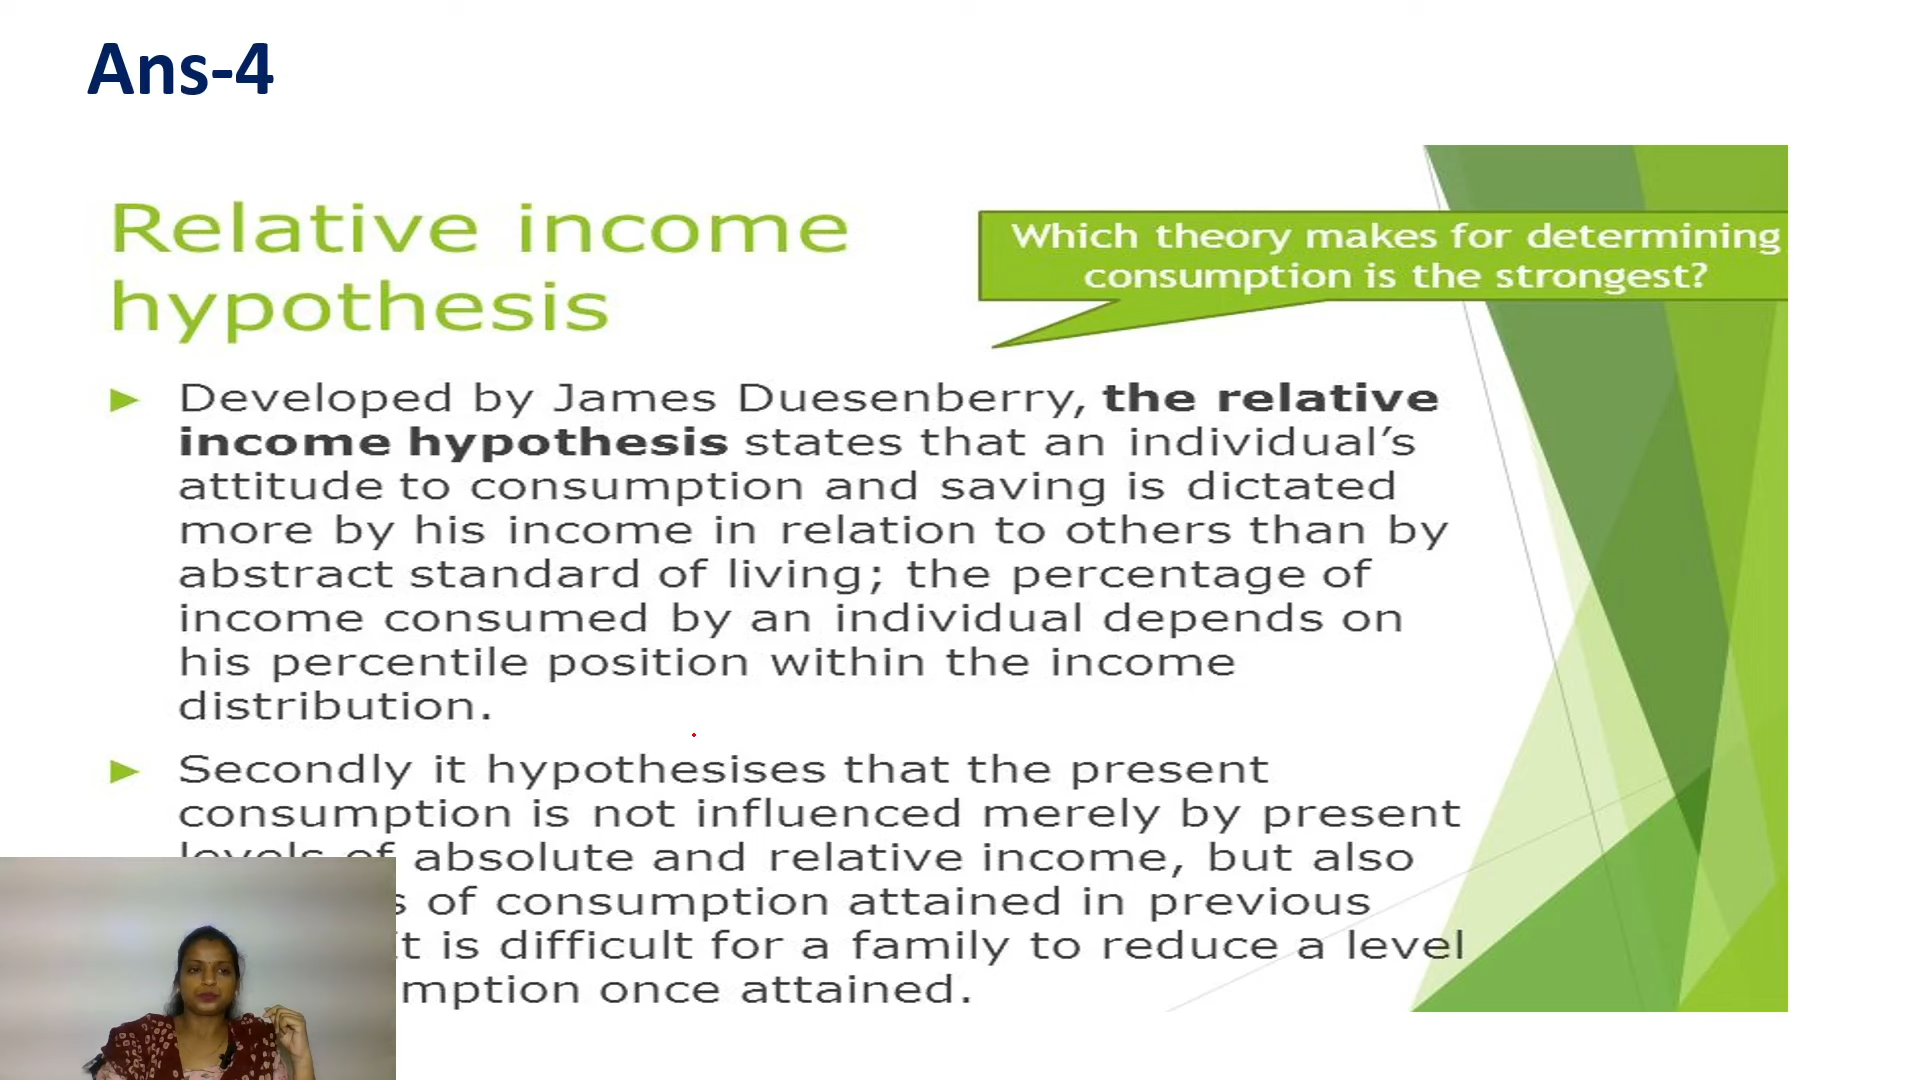 Ans-4
Relative income
hypothesis
Which theory makes for determining
consumption is the strongest?
Developed by James Duesenberry, the relative
income hypothesis states that an individual’s
attitude to consumption and saving is dictated
more by his income in relation to others than by
abstract standard of living; the percentage of
income consumed by an individual depends on
his percentile position within the income
distribution.
Secondly it hypothesises that the present
consumption is not influenced merely by present
levels of absolute and relative income, but also
of consumption attained in previous
is difficult for a family to reduce a level
once attained.